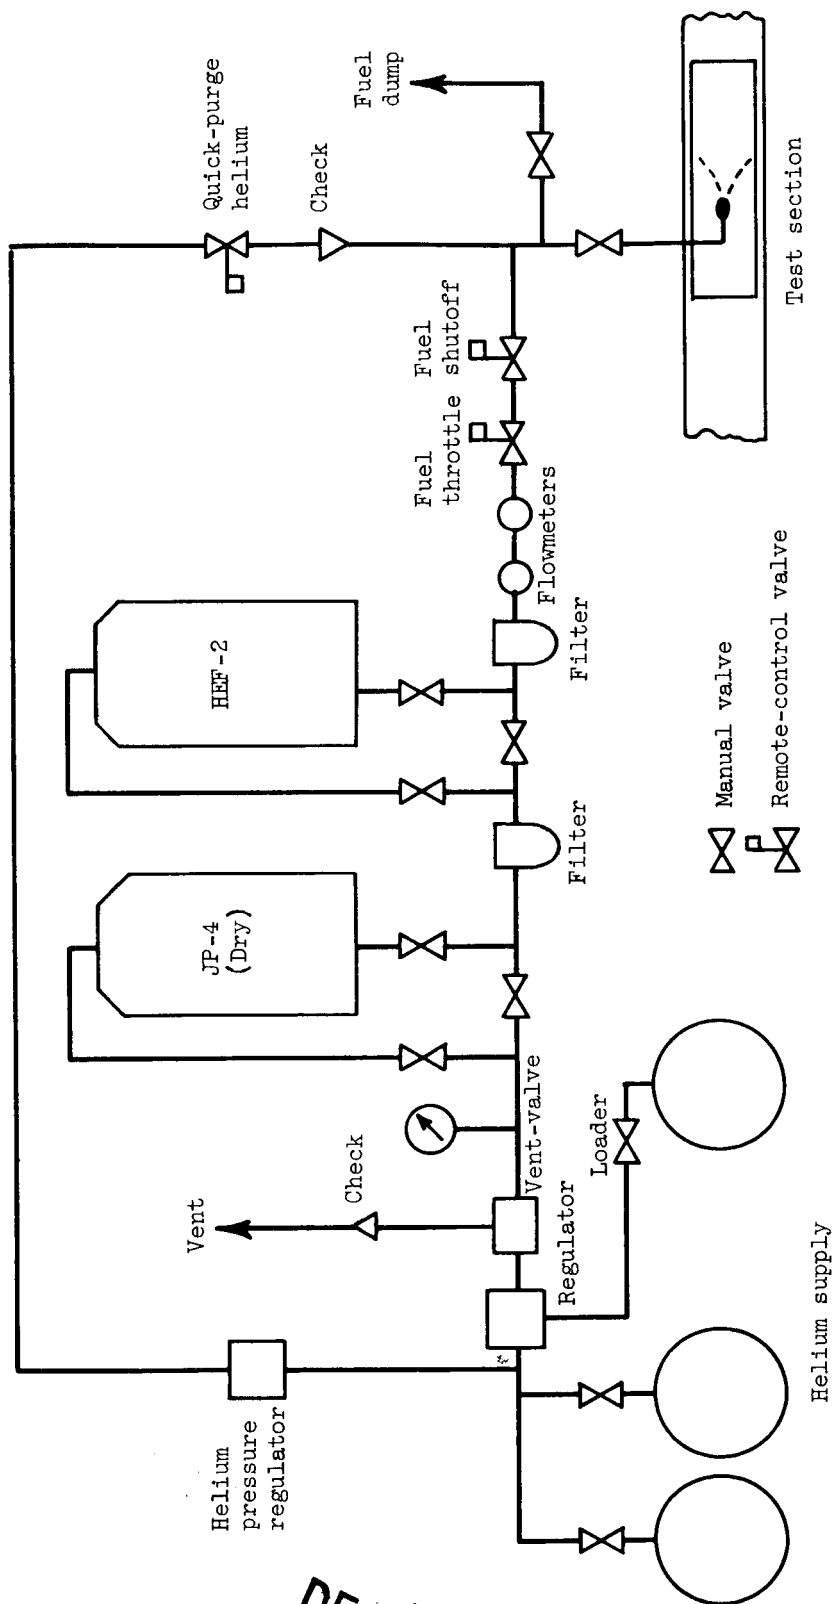 Quick-purge
helium
Fuel
dump
Check
Fuel
shutoff
Fuel
throttle
Test section
Flowmeters
HEF-2
Filter
Manual valve
Remote-control valve
Filter
JP-4
(Dry)
Vent-valve
Loader
Check
Vent
Regulator
Helium supply
Helium
pressure
regulator